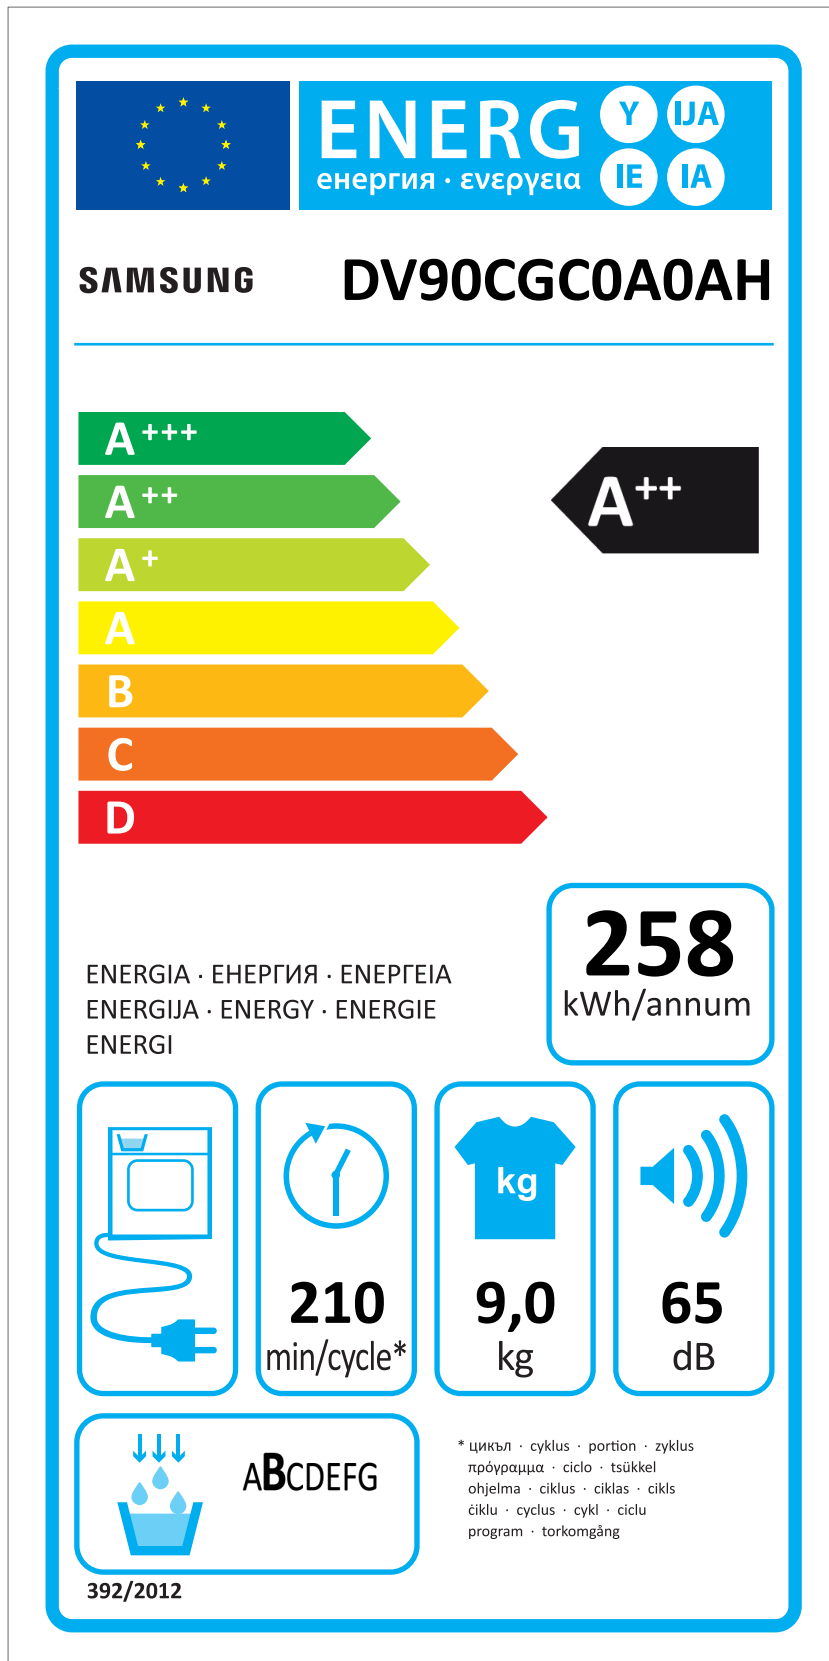 ENERG Y IJA
енергия · ενεργεια IE IA
SAMSUNG DV90CGC0A0AH
A+++
A++
A++
A+
A
B
C
D
258
kWh/annum
ENERGIA · ЕНЕРГИЯ · ΕΝΕΡΓΕΙΑ
ENERGIJA · ENERGY · ENERGIE
ENERGI
kg
210
min/cycle*
9,0
kg
65
dB
ABCDEFG
* цикъл · cyklus · portion · zyklus
πρόγραμμα · ciclo · tsükkel
ohjelma · ciklus · ciklas · cikls
ċiklu · cyclus · cykl · ciclu
program · torkomgång
392/2012